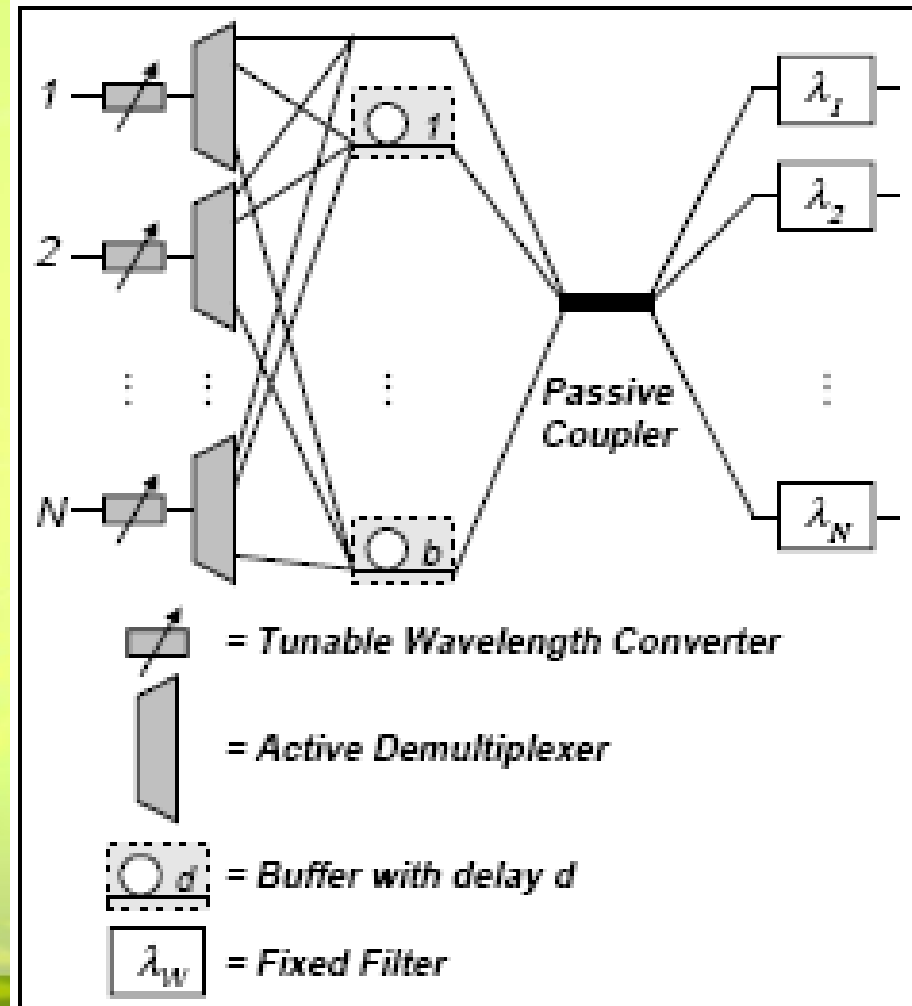 1
λ1
1
λ2
2
Passive
Coupler
N
λN
b
= Tunable Wavelength Converter
= Active Demultiplexer
d = Buffer with delay d
λW = Fixed Filter